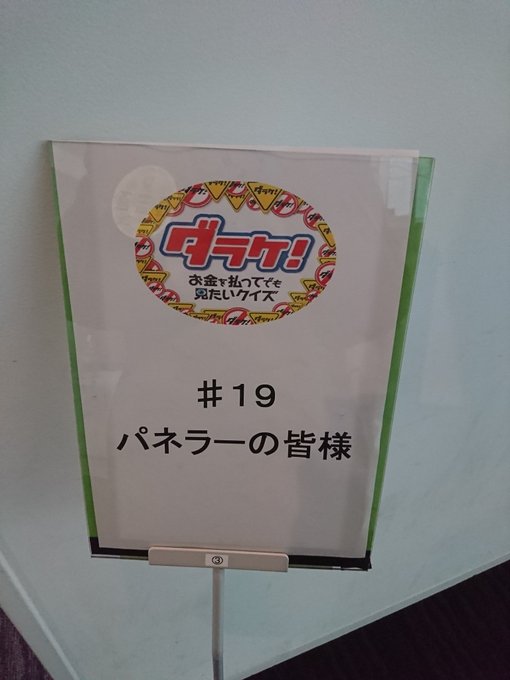 ダラケ!
お金を払ってでも
見たいクイズ
♯19
パネラーの皆様
③